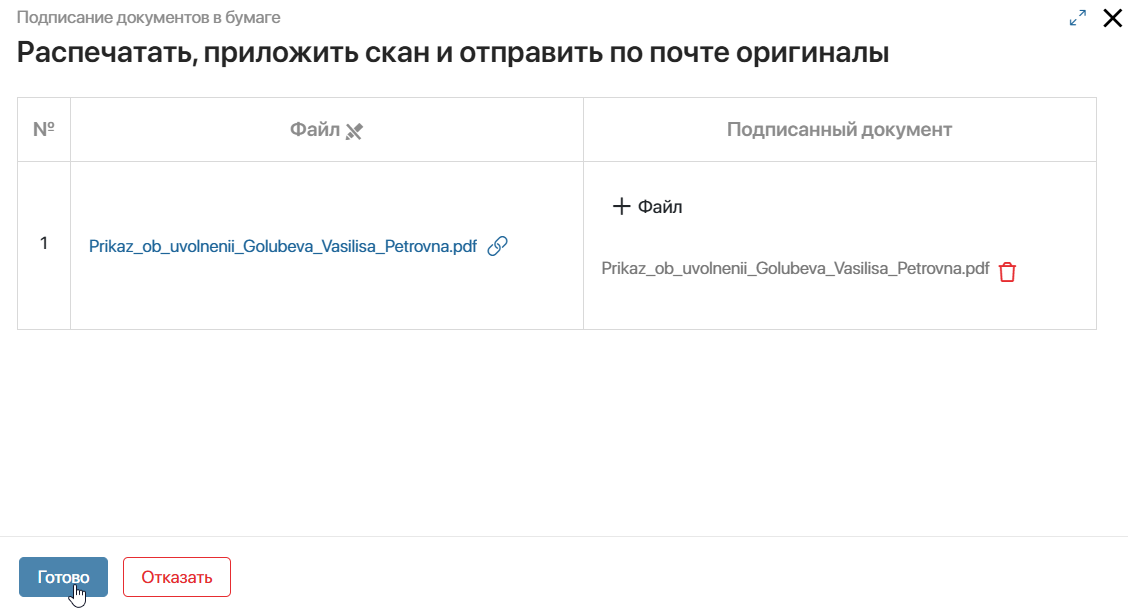 Подписание документов в бумаге
Распечатать, приложить скан и отправить по почте оригиналы
№ Файл Подписанный документ
+ Файл
1 Prikaz_ob_uvolnenii_Golubeva_Vasilisa_Petrovna.pdf
Prikaz_ob_uvolnenii_Golubeva_Vasilisa_Petrovna.pdf
Готово Отказать